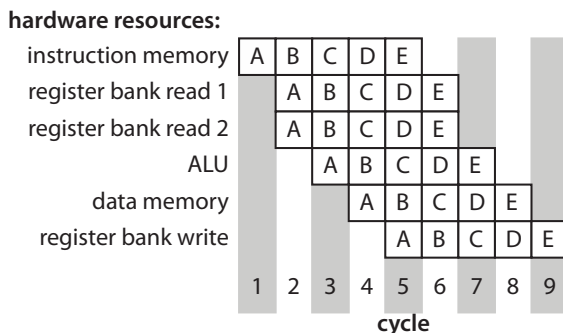 hardware resources:
instruction memory A B C D E
register bank read 1 A B C D E
register bank read 2 A B C D E
ALU A B C D E
data memory A B C D E
register bank write A B C D E
1 2 3 4 5 6 7 8 9
cycle